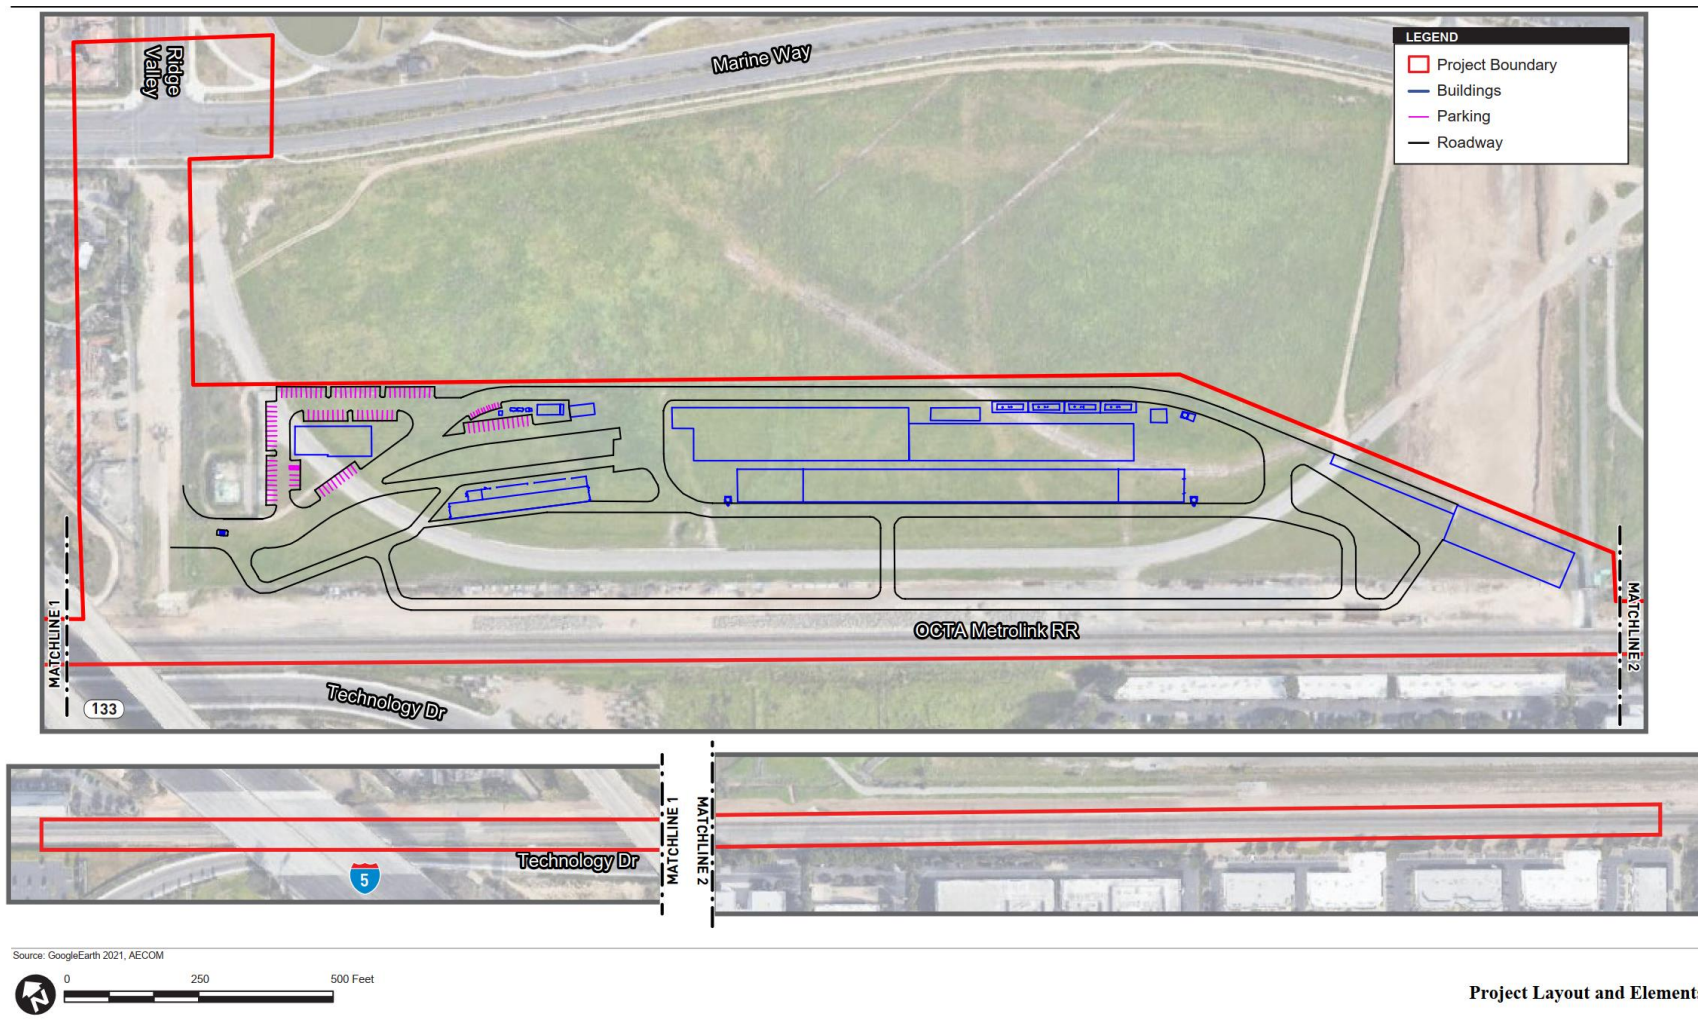 Ridge
Valley
Marine Way
LEGEND
Project Boundary
Buildings
Parking
Roadway
OCTA Metrolink RR
MATCHLINE 1
MATCHLINE 2
133
Technology Dr
MATCHLINE 1
MATCHLINE 2
5
Technology Dr
Source: GoogleEarth 2021, AECOM
N
0 250 500 Feet
Project Layout and Elements